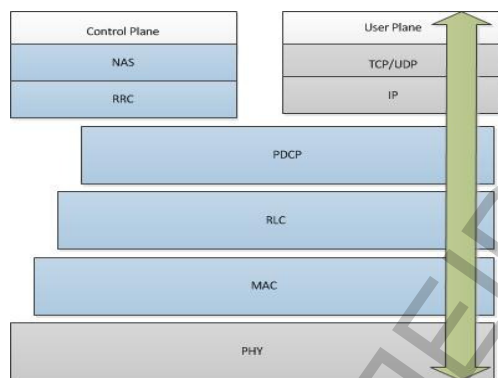 Control Plane
User Plane
NAS
TCP/UDP
RRC
IP
PDCP
RLC
MAC
PHY